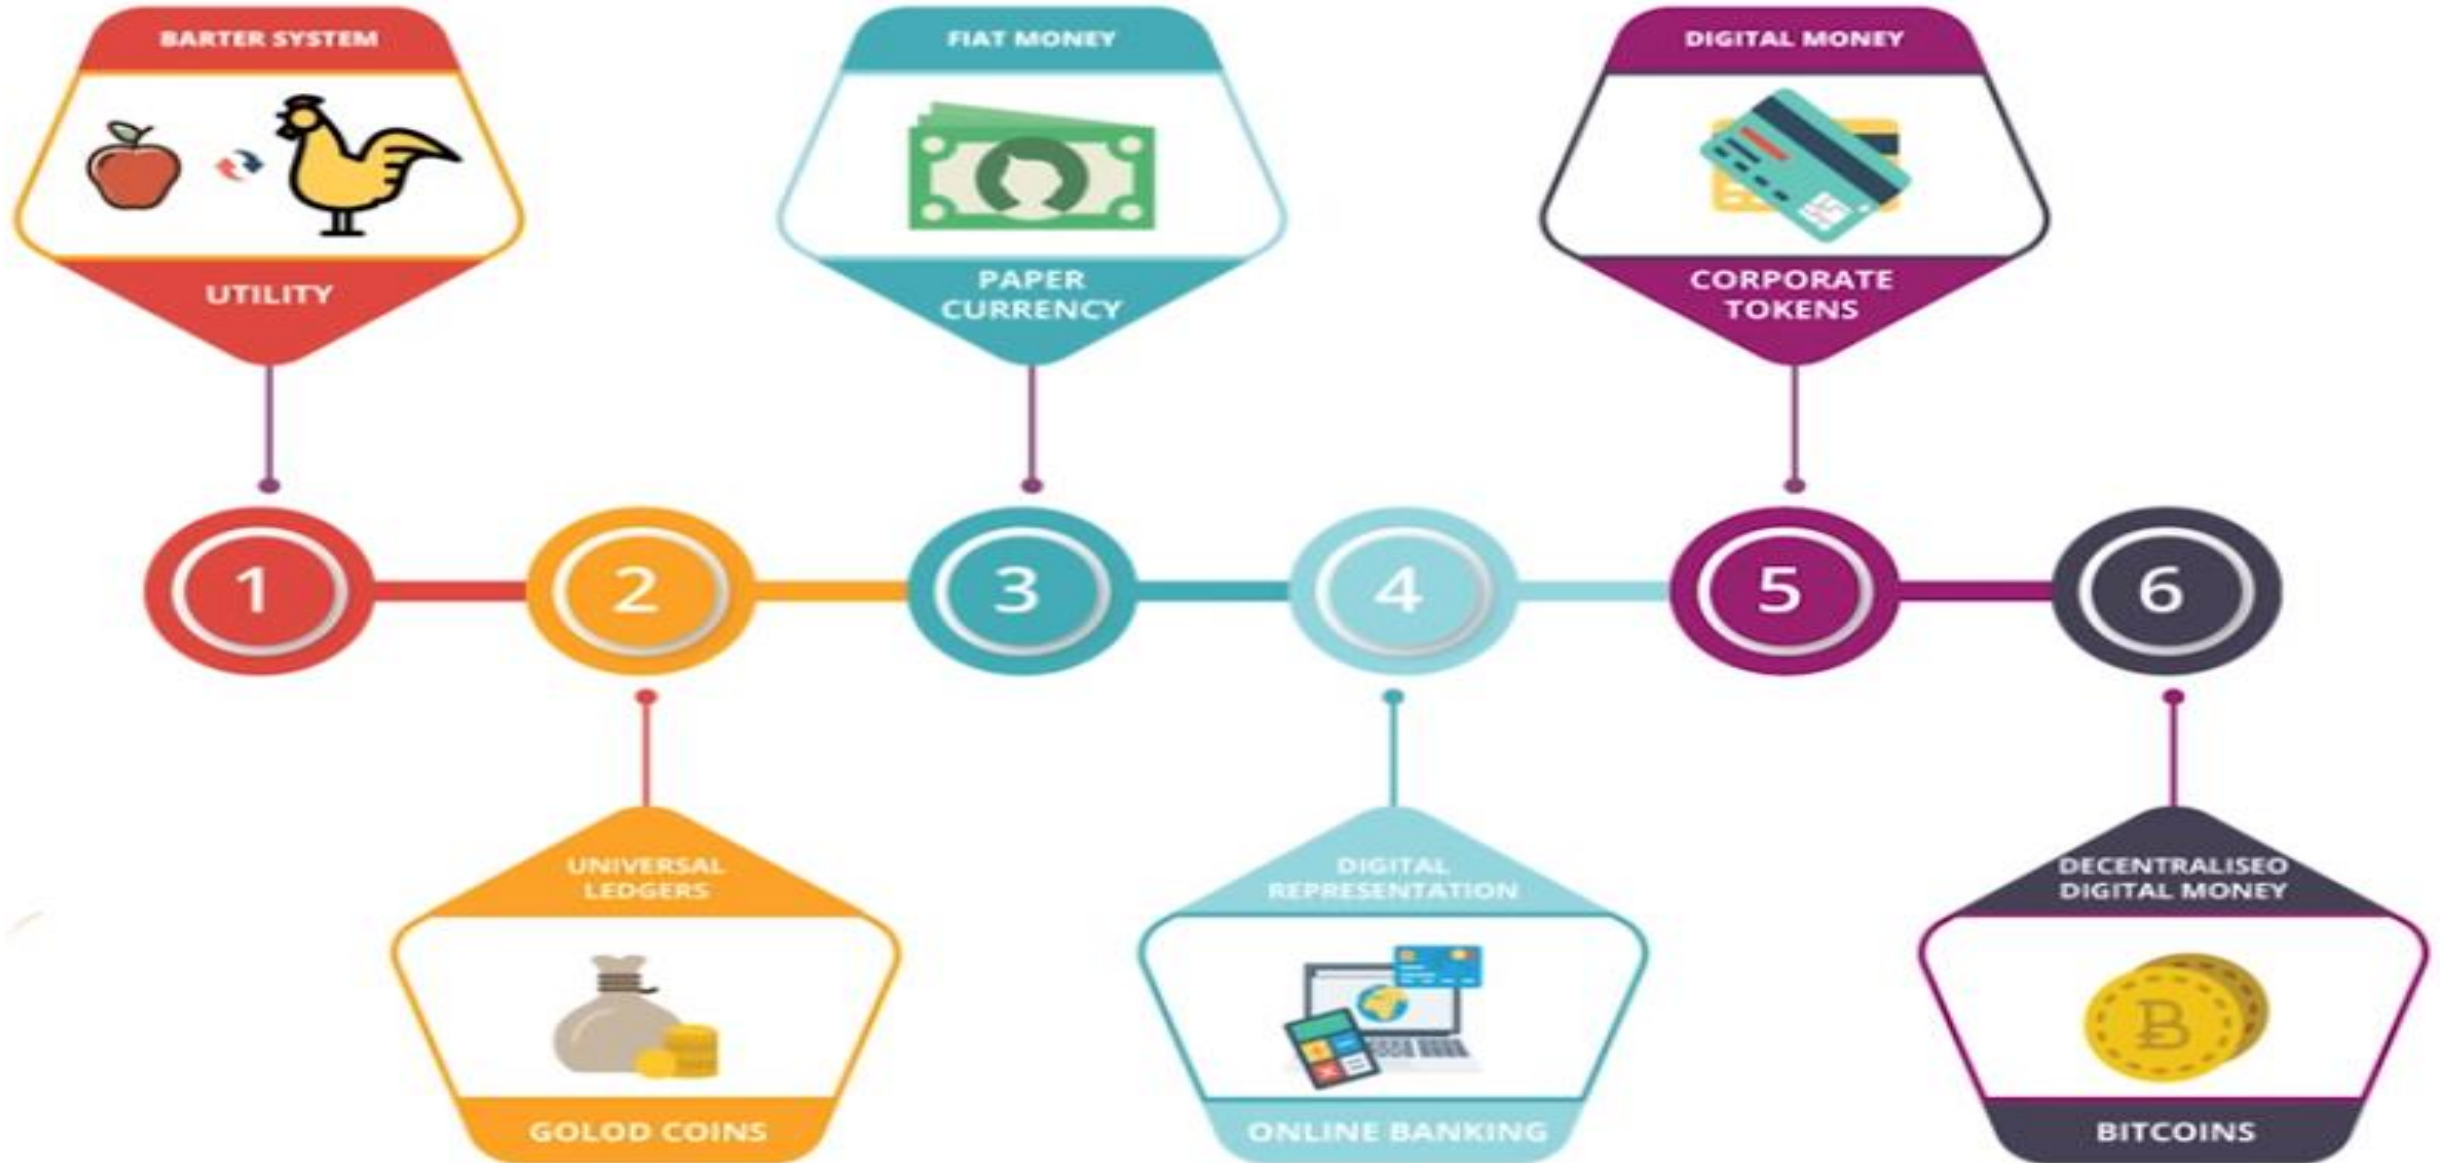 BARTER SYSTEM
UTILITY
FIAT MONEY
PAPER
CURRENCY
DIGITAL MONEY
CORPORATE
TOKENS
1
2
3
4
5
6
UNIVERSAL
LEDGERS
GOLOD COINS
DIGITAL
REPRESENTATION
ONLINE BANKING
DECENTRALISEO
DIGITAL MONEY
BITCOINS